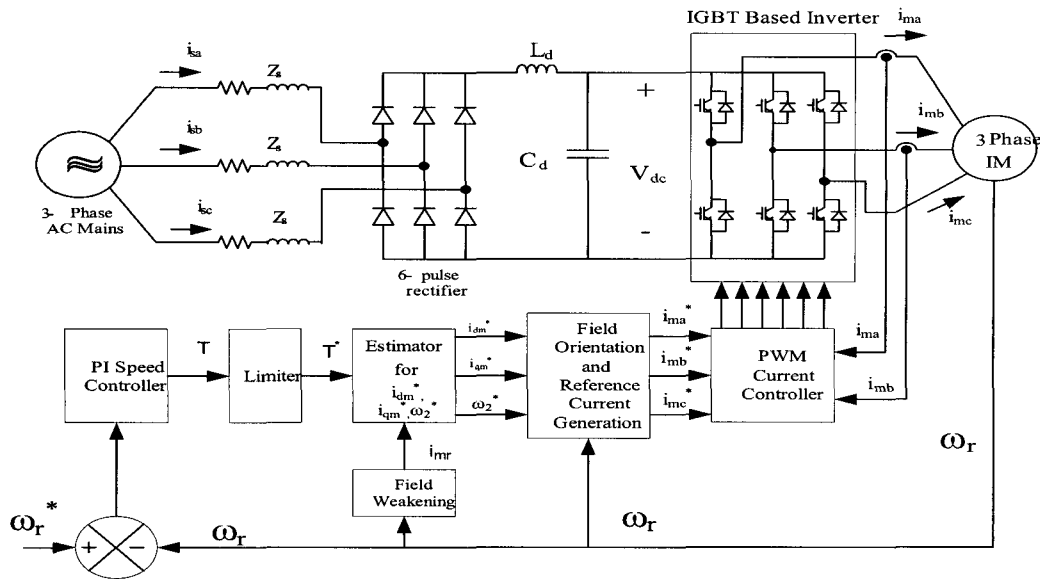 IGBT Based Inverter
i_ma
i_sa
Z_s
L_d
i_sb
Z_s
C_d
+
V_dc
-
i_mb
3 Phase
IM
3- Phase
AC Mains
i_sc
Z_s
i_mc
6- pulse
rectifier
PI Speed
Controller
T
Limiter
T*
Estimator
for
i_dm*,
i_qm*,ω_2*
i_dm*
i_qm*
ω_2*
Field
Orientation
and
Reference
Current
Generation
i_ma*
i_mb*
i_mc*
PWM
Current
Controller
i_ma
i_mb
i_mr
Field
Weakening
ω_r
ω_r*
+
-
ω_r
ω_r